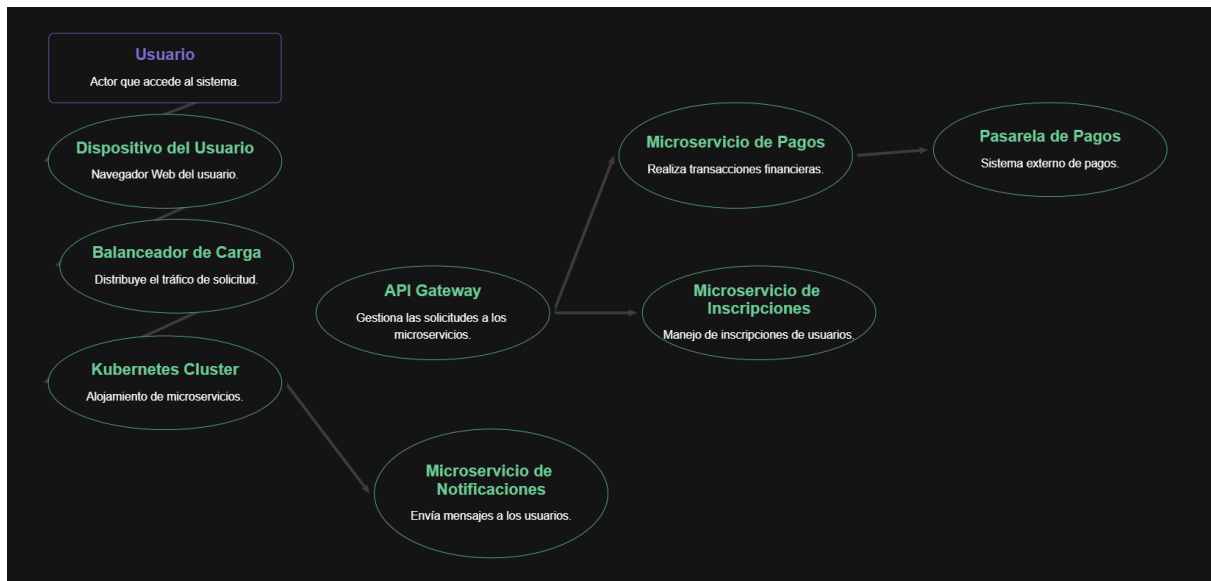 Usuario
Actor que accede al sistema.
Dispositivo del Usuario
Navegador Web del usuario.
Balanceador de Carga
Distribuye el tráfico de solicitud.
Kubernetes Cluster
Alojamiento de microservicios.
API Gateway
Gestiona las solicitudes a los
microservicios.
Microservicio de
Notificaciones
Envía mensajes a los usuarios.
Microservicio de Pagos
Realiza transacciones financieras.
Microservicio de
Inscripciones
Manejo de inscripciones de usuarios.
Pasarela de Pagos
Sistema externo de pagos.